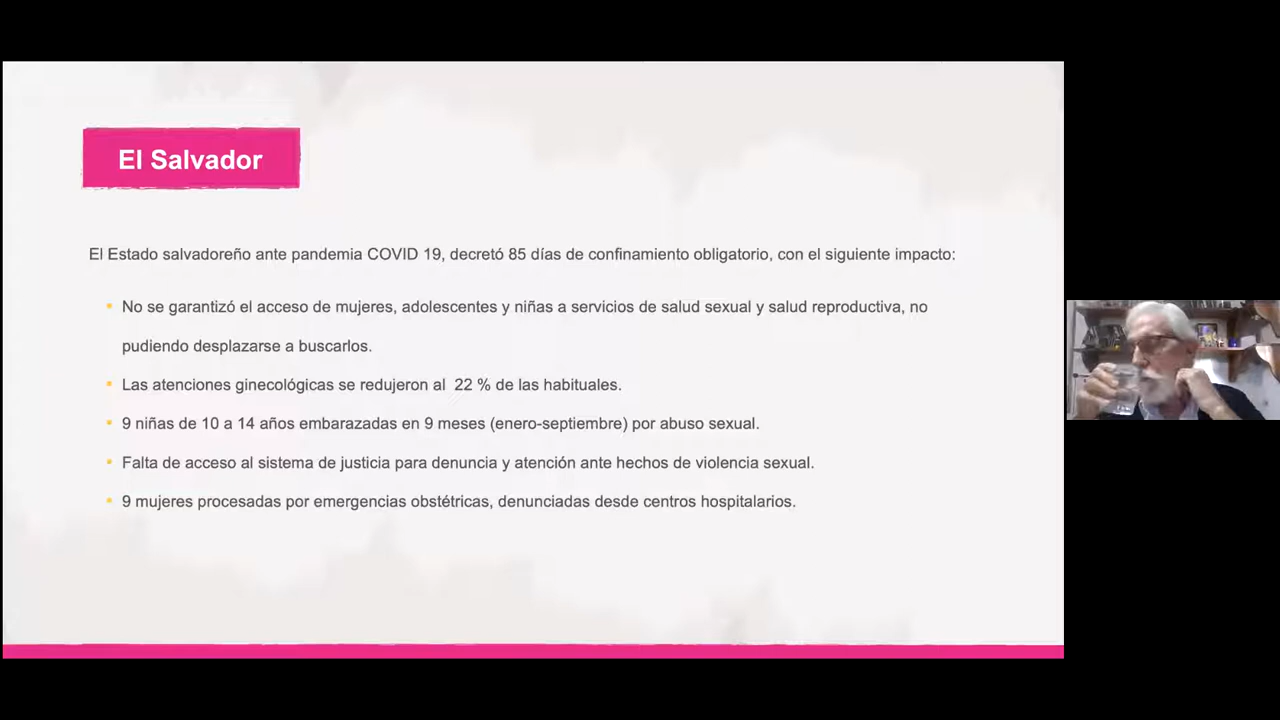 El Salvador
El Estado salvadoreño ante pandemia COVID 19, decretó 85 días de confinamiento obligatorio, con el siguiente impacto:
No se garantizó el acceso de mujeres, adolescentes y niñas a servicios de salud sexual y salud reproductiva, no
pudiendo desplazarse a buscarlos.
Las atenciones ginecológicas se redujeron al 22 % de las habituales.
9 niñas de 10 a 14 años embarazadas en 9 meses (enero-septiembre) por abuso sexual.
Falta de acceso al sistema de justicia para denuncia y atención ante hechos de violencia sexual.
9 mujeres procesadas por emergencias obstétricas, denunciadas desde centros hospitalarios.